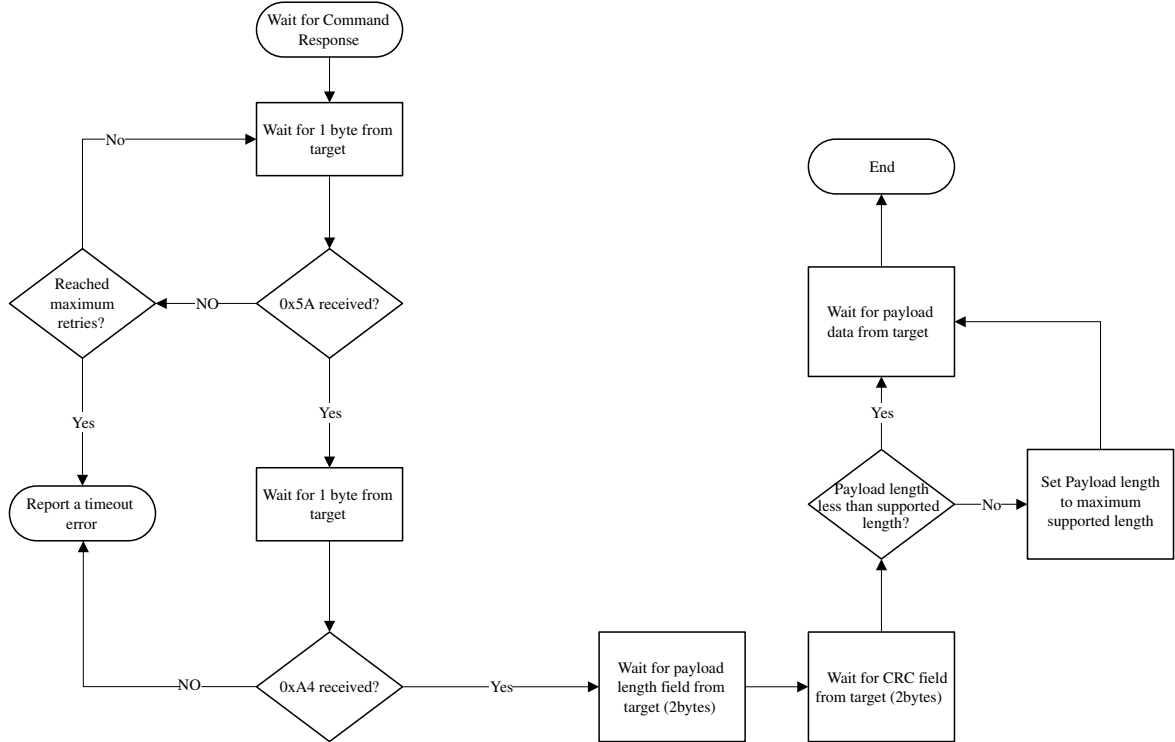 Wait for Command
Response
Wait for 1 byte from
target
No
End
Reached
maximum
retries?
NO
0x5A received?
Wait for payload
data from target
Yes
Yes
Yes
Wait for 1 byte from
target
Report a timeout
error
Payload length
less than supported
length?
No
Set Payload length
to maximum
supported length
NO
0xA4 received?
Yes
Wait for payload
length field from
target (2bytes)
Wait for CRC field
from target (2bytes)